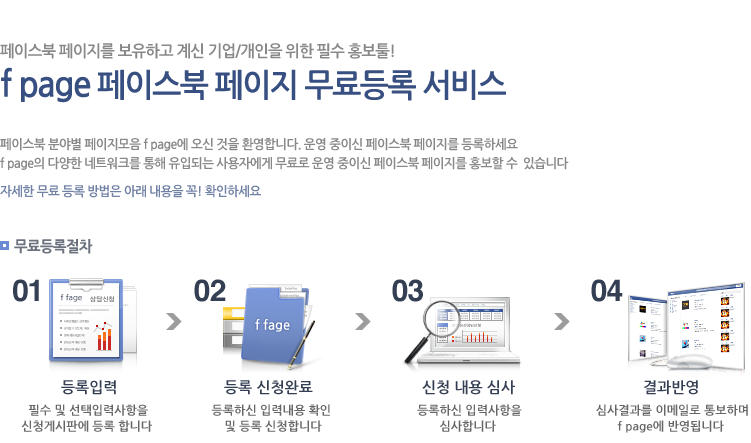 페이스북 페이지를 보유하고 계신 기업/개인을 위한 필수 홍보툴!
f page 페이스북 페이지 무료등록 서비스
페이스북 분야별 페이지모음 f page에 오신 것을 환영합니다. 운영 중이신 페이스북 페이지를 등록하세요
f page의 다양한 네트워크를 통해 유입되는 사용자에게 무료로 운영 중이신 페이스북 페이지를 홍보할 수 있습니다
자세한 무료 등록 방법은 아래 내용을 꼭! 확인하세요
무료등록절차
01
f fage 상담신청
등록입력
필수 및 선택입력사항을
신청게시판에 등록 합니다
02
f fage
등록 신청완료
등록하신 입력내용 확인
및 등록 신청합니다
03
신청 내용 심사
등록하신 입력사항을
심사합니다
04
결과반영
심사결과를 이메일로 통보하며
f page에 반영됩니다